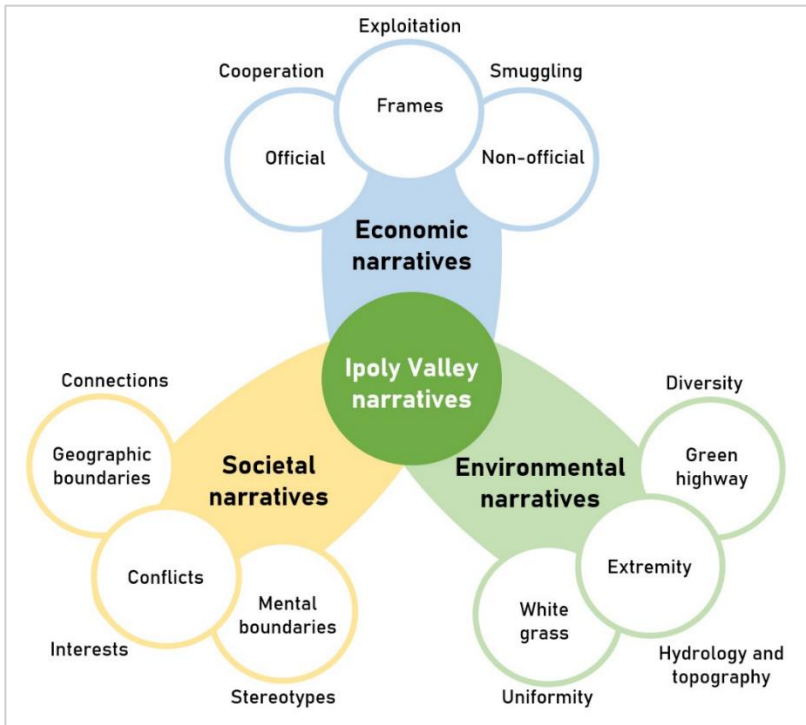 Exploitation
Cooperation
Smuggling
Frames
Official
Non-official
Economic
narratives
Ipoly Valley
narratives
Connections
Geographic
boundaries
Societal
narratives
Conflicts
Mental
boundaries
Interests
Stereotypes
Diversity
Green
highway
Environmental
narratives
Extremity
White
grass
Hydrology and
topography
Uniformity